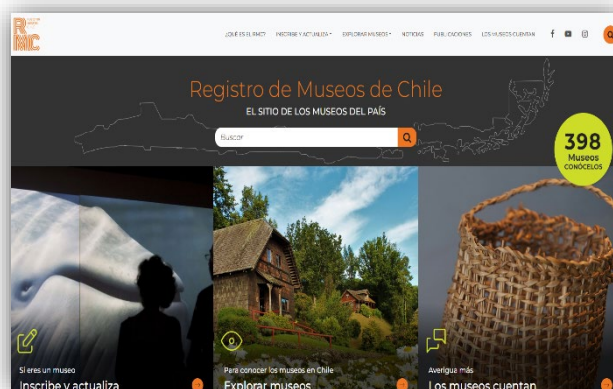 RMC
¿QUÉ ES EL RMC?
INSCRIBE Y ACTUALIZA
EXPLORAR MUSEOS
NOTICIAS
PUBLICACIONES
LOS MUSEOS CUENTAN
Registro de Museos de Chile
EL SITIO DE LOS MUSEOS DEL PAÍS
Buscar
398
Museos
CONÓCELOS
Si eres un museo
Inscribe y actualiza
Para conocer los museos en Chile
Explorar museos
Averigua más
Los museos cuentan